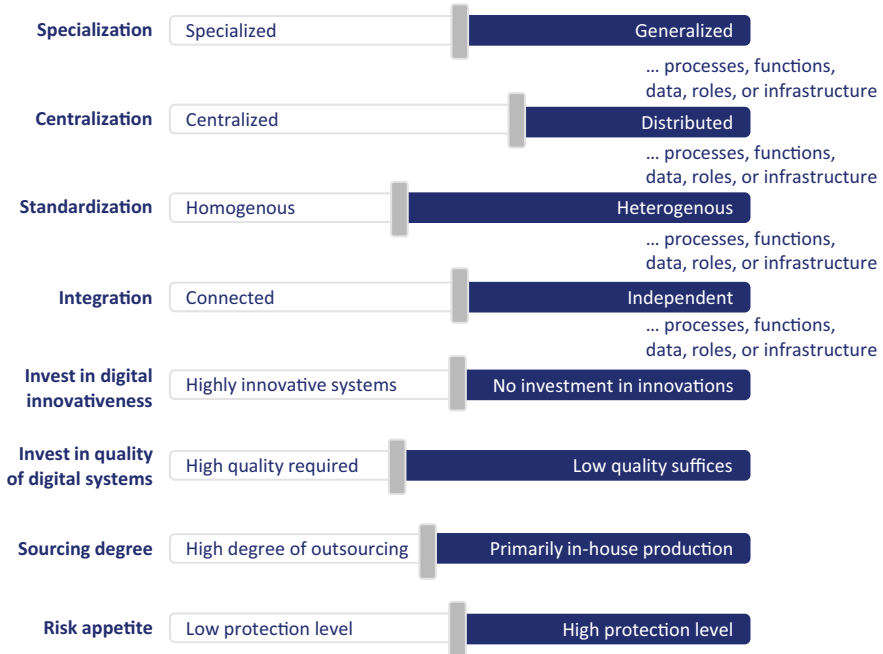 Specialization
Specialized
Generalized
... processes, functions,
data, roles, or infrastructure
Centralization
Centralized
Distributed
... processes, functions,
data, roles, or infrastructure
Standardization
Homogenous
Heterogenous
... processes, functions,
data, roles, or infrastructure
Integration
Connected
Independent
... processes, functions,
data, roles, or infrastructure
Invest in digital
innovativeness
Highly innovative systems
No investment in innovations
Invest in quality
of digital systems
High quality required
Low quality suffices
Sourcing degree
High degree of outsourcing
Primarily in-house production
Risk appetite
Low protection level
High protection level